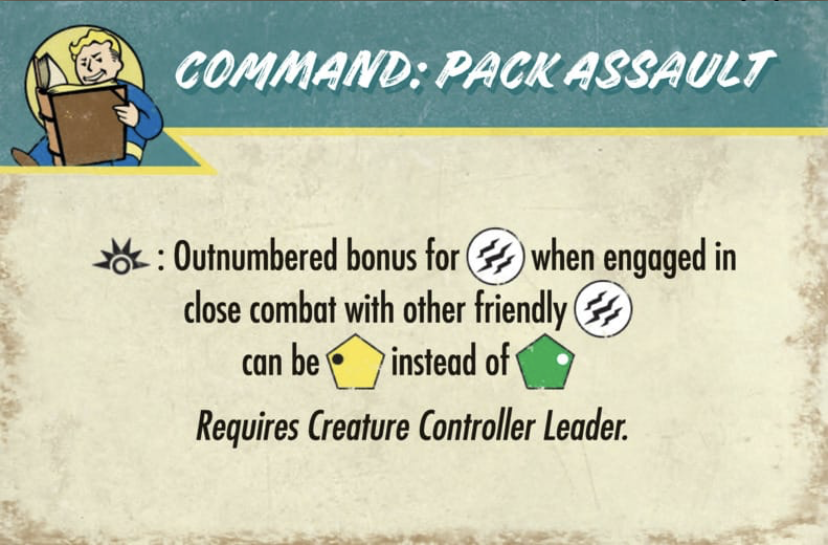 COMMAND: PACK ASSAULT
: Outnumbered bonus for when engaged in
close combat with other friendly
can be instead of
Requires Creature Controller Leader.